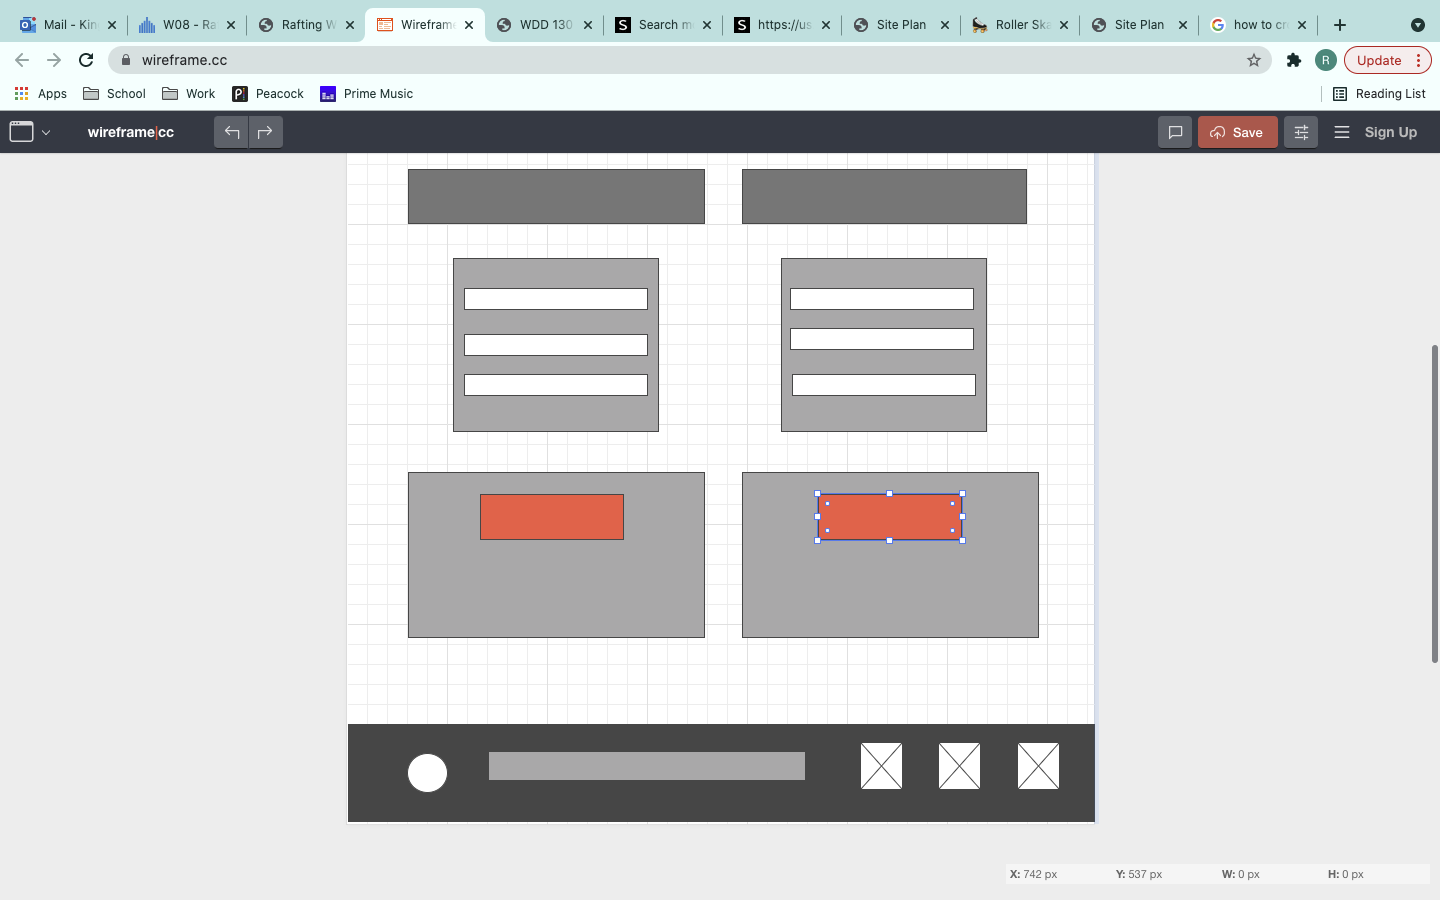 Mail - Kin
W08 - Ra
Rafting W
Wireframe
WDD 130
Search m
https://us
Site Plan
Roller Ska
Site Plan
how to cr
wireframe.cc
R
Update
Apps
School
Work
Peacock
Prime Music
Reading List
wireframe|cc
Save
Sign Up
X: 742 px Y: 537 px W: 0 px H: 0 px